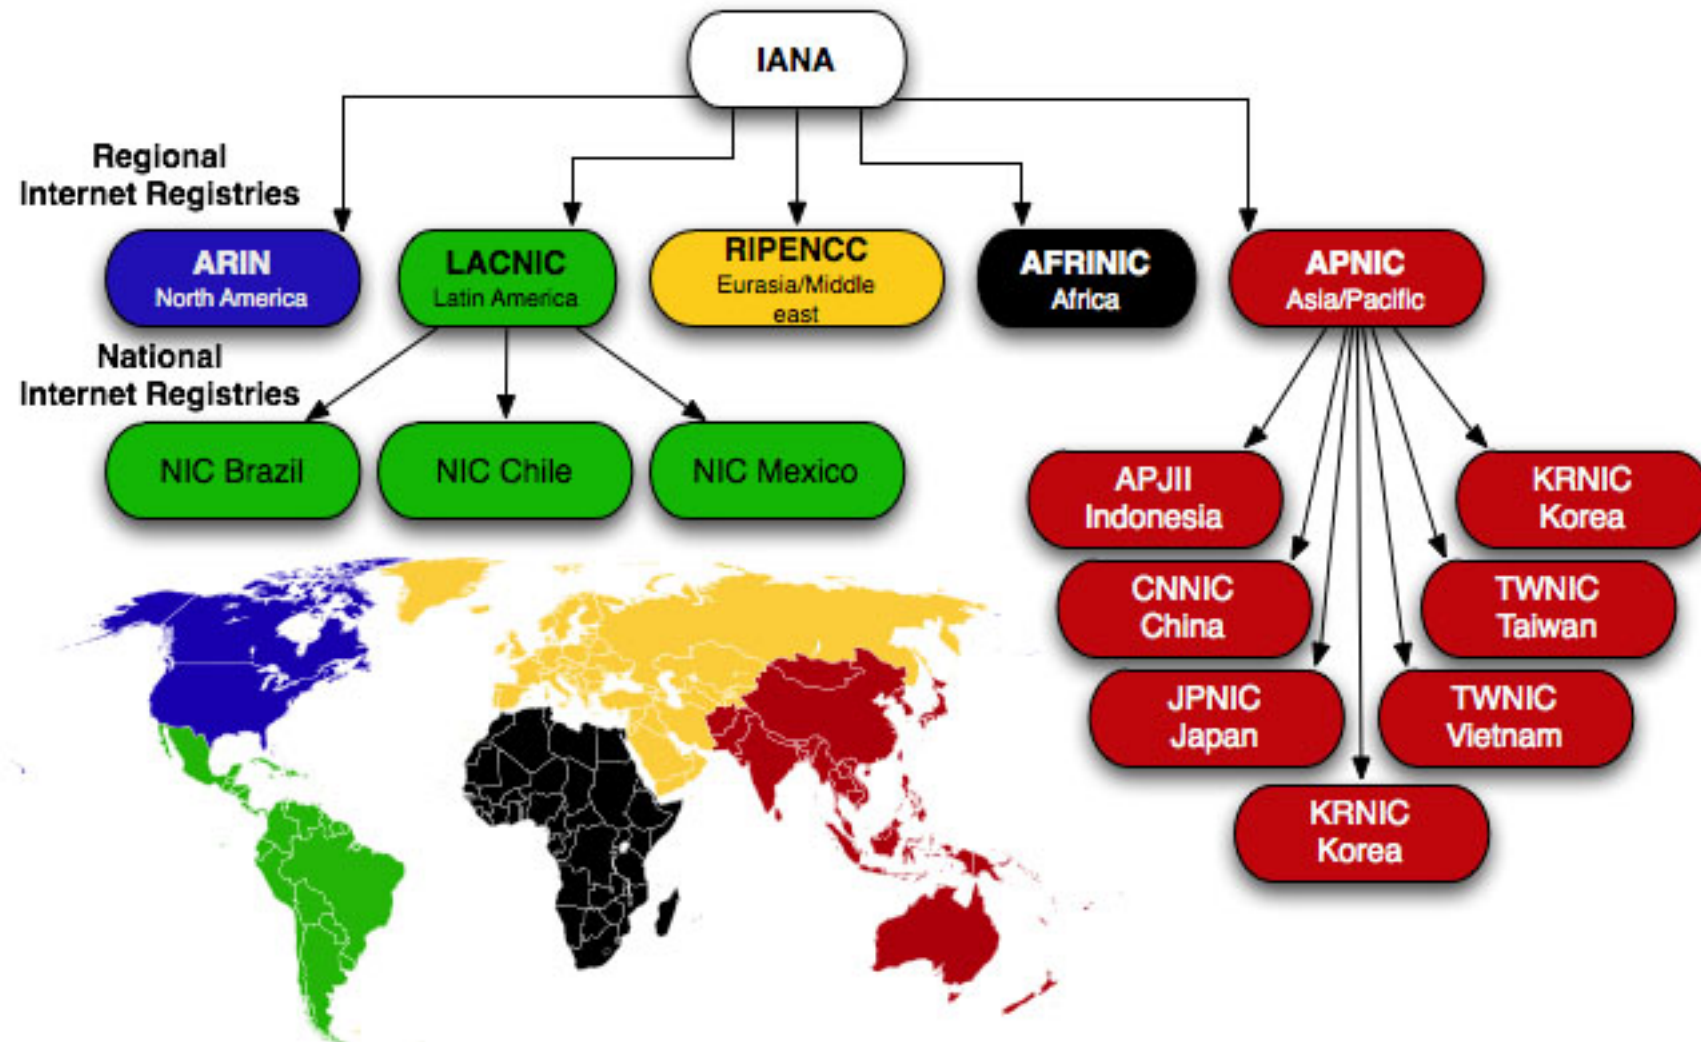 IANA
Regional
Internet Registries
ARIN
North America
LACNIC
Latin America
RIPENCC
Eurasia/Middle
east
AFRINIC
Africa
APNIC
Asia/Pacific
National
Internet Registries
NIC Brazil
NIC Chile
NIC Mexico
APJII
Indonesia
KRNIC
Korea
CNNIC
China
TWNIC
Taiwan
JPNIC
Japan
TWNIC
Vietnam
KRNIC
Korea